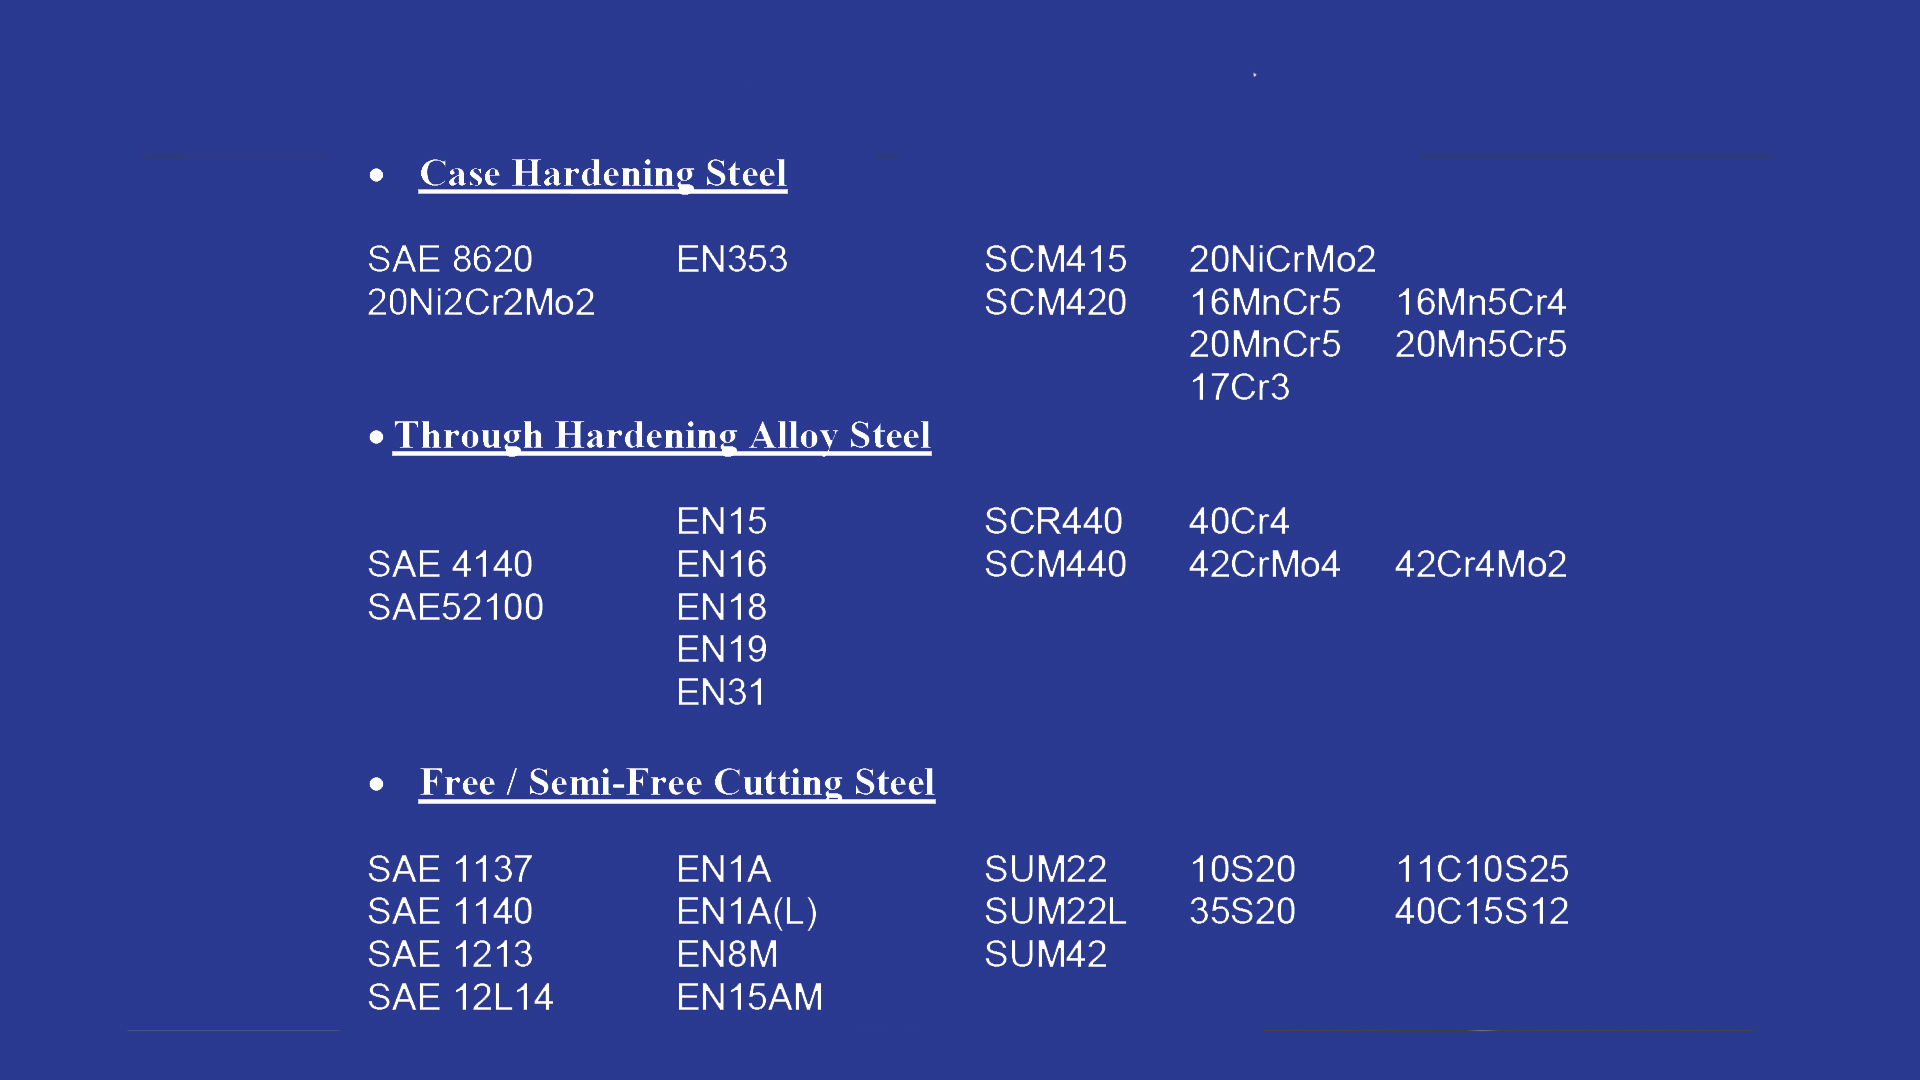 • Case Hardening Steel
SAE 8620 EN353 SCM415 20NiCrMo2
20Ni2Cr2Mo2 SCM420 16MnCr5 16Mn5Cr4
20MnCr5 20Mn5Cr5
17Cr3
• Through Hardening Alloy Steel
EN15 SCR440 40Cr4
SAE 4140 EN16 SCM440 42CrMo4 42Cr4Mo2
SAE52100 EN18
EN19
EN31
• Free / Semi-Free Cutting Steel
SAE 1137 EN1A SUM22 10S20 11C10S25
SAE 1140 EN1A(L) SUM22L 35S20 40C15S12
SAE 1213 EN8M SUM42
SAE 12L14 EN15AM